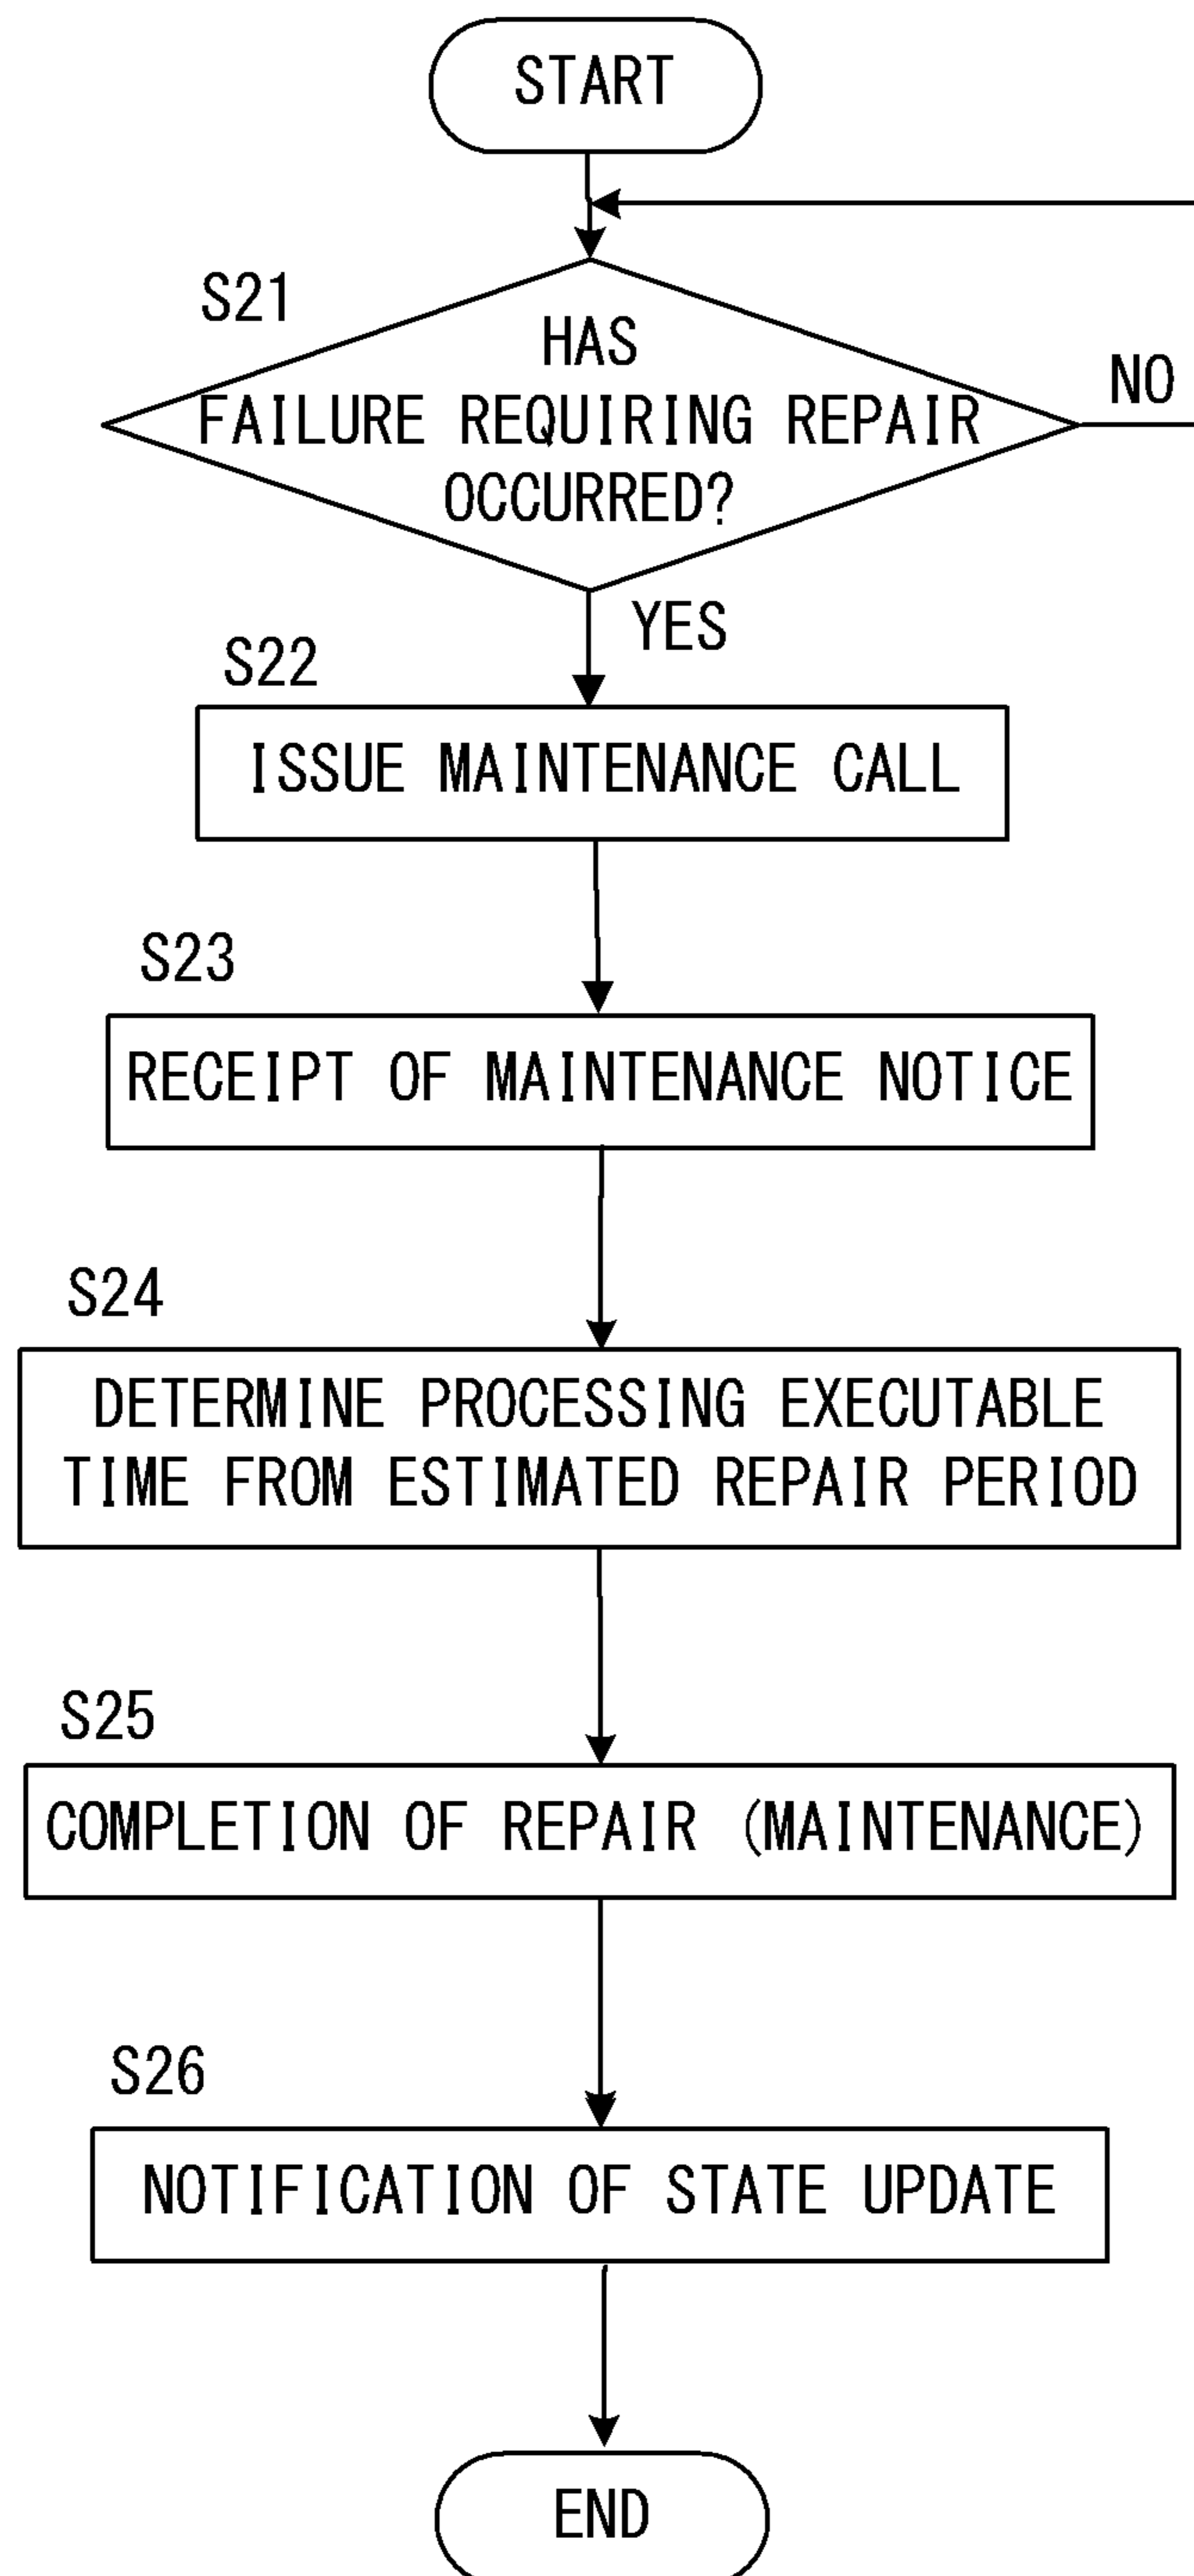 START
S21
HAS
FAILURE REQUIRING REPAIR
OCCURRED?
NO
YES
S22
ISSUE MAINTENANCE CALL
S23
RECEIPT OF MAINTENANCE NOTICE
S24
DETERMINE PROCESSING EXECUTABLE
TIME FROM ESTIMATED REPAIR PERIOD
S25
COMPLETION OF REPAIR (MAINTENANCE)
S26
NOTIFICATION OF STATE UPDATE
END